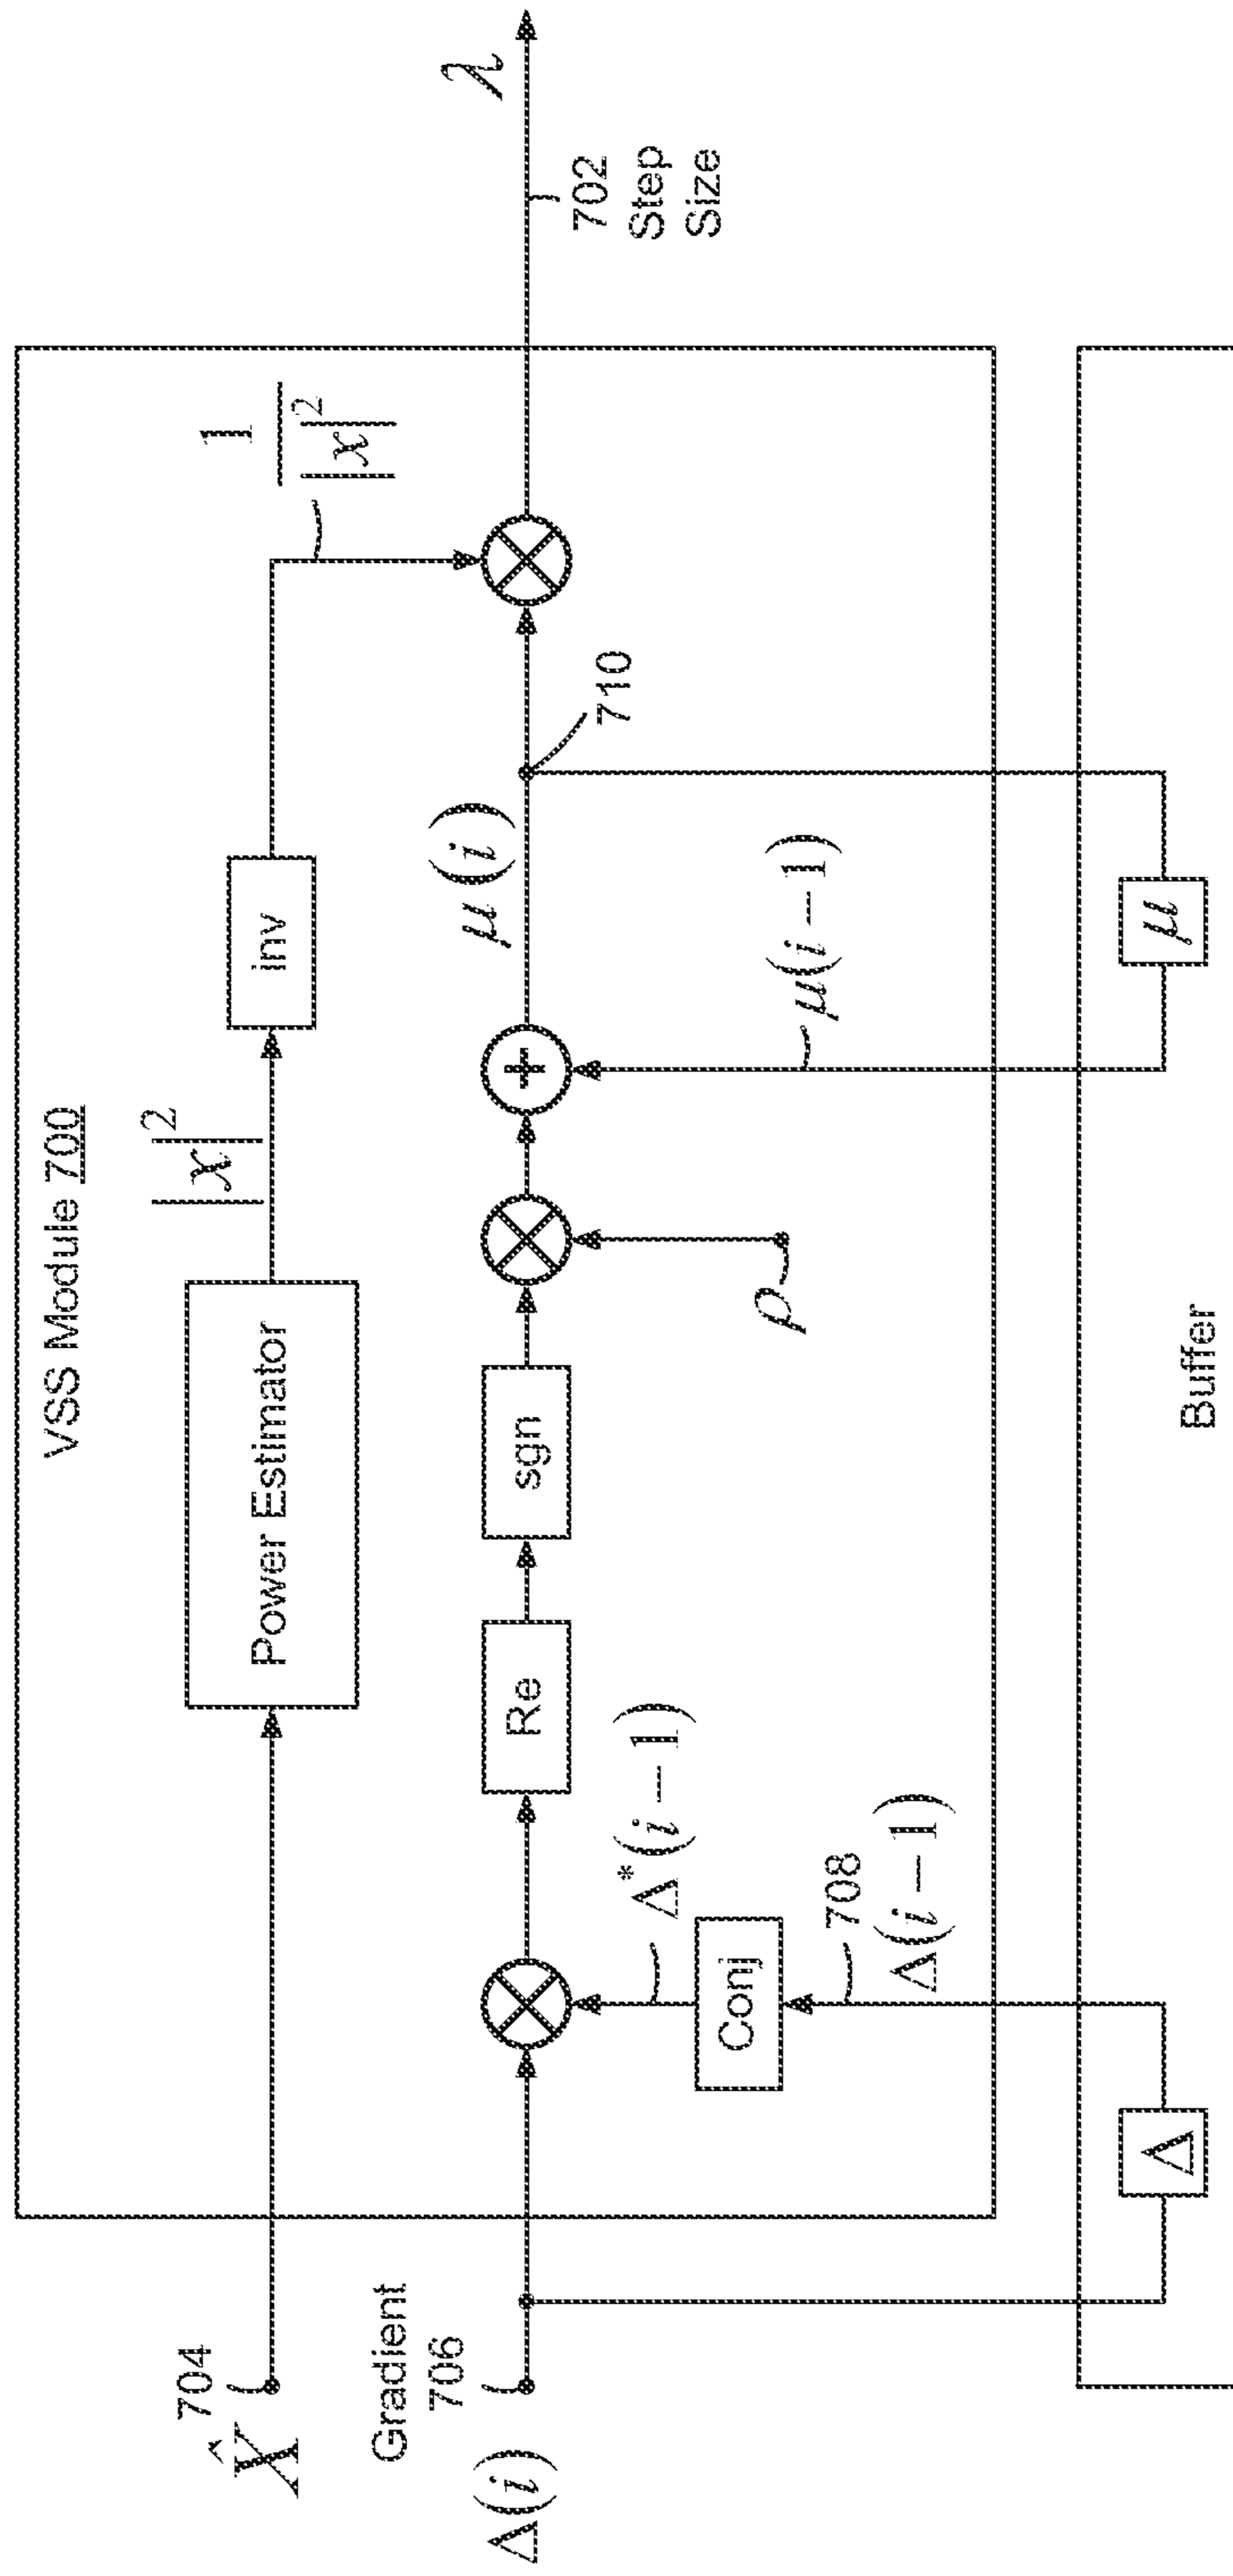 VSS Module 700
X̂
704
Power Estimator
|x|²
inv
1/|x|²
Gradient
706
Δ(i)
Re
sgn
μ(i)
λ
702
Step
Size
Δ*(i−1)
Conj
708
Δ(i−1)
ρ
μ(i−1)
710
Δ
μ
Buffer